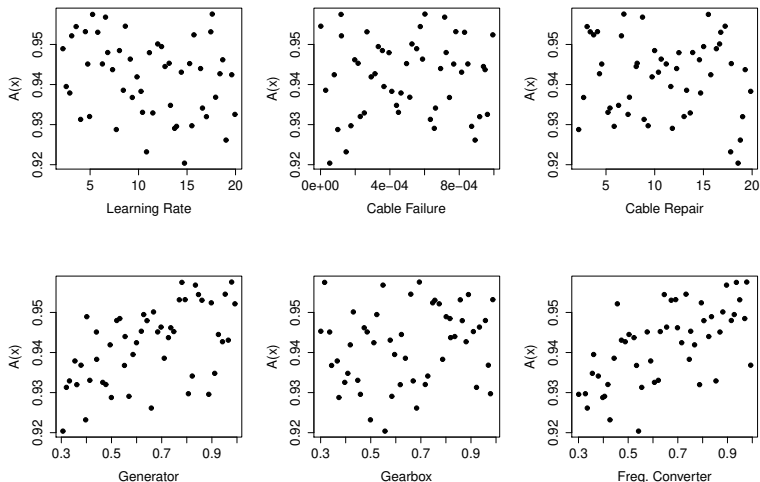 A(x) 0.92 0.93 0.94 0.95
5 10 15 20
Learning Rate
A(x) 0.92 0.93 0.94 0.95
0e+00 4e-04 8e-04
Cable Failure
A(x) 0.92 0.93 0.94 0.95
5 10 15 20
Cable Repair
A(x) 0.92 0.93 0.94 0.95
0.3 0.5 0.7 0.9
Generator
A(x) 0.92 0.93 0.94 0.95
0.3 0.5 0.7 0.9
Gearbox
A(x) 0.92 0.93 0.94 0.95
0.3 0.5 0.7 0.9
Freq. Converter